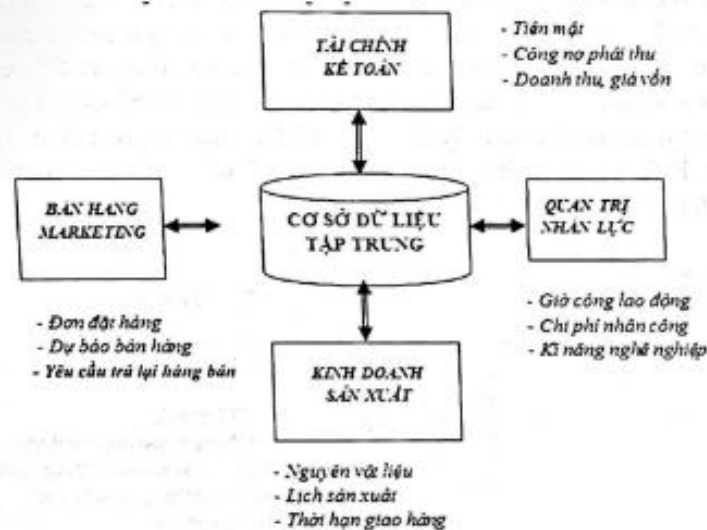 TÀI CHÍNH
KẾ TOÁN
- Tiền mặt
- Công nợ phải thu
- Doanh thu, giá vốn
BÁN HÀNG
MARKETING
CƠ SỞ DỮ LIỆU
TẬP TRUNG
QUẢN TRỊ
NHÂN LỰC
- Đơn đặt hàng
- Dự báo bán hàng
- Yêu cầu trả lại hàng bán
- Giờ công lao động
- Chi phí nhân công
- Kĩ năng nghề nghiệp
KINH DOANH
SẢN XUẤT
- Nguyên vật liệu
- Lịch sản xuất
- Thời hạn giao hàng